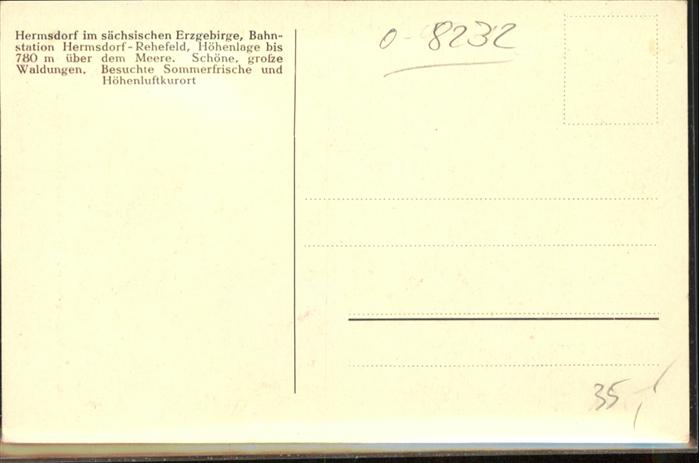 Hermsdorf im sächsischen Erzgebirge, Bahn-
station Hermsdorf-Rehefeld, Höhenlage bis
780 m über dem Meere. Schöne, große
Waldungen. Besuchte Sommerfrische und
Höhenluftkurort
0-8232
35,-